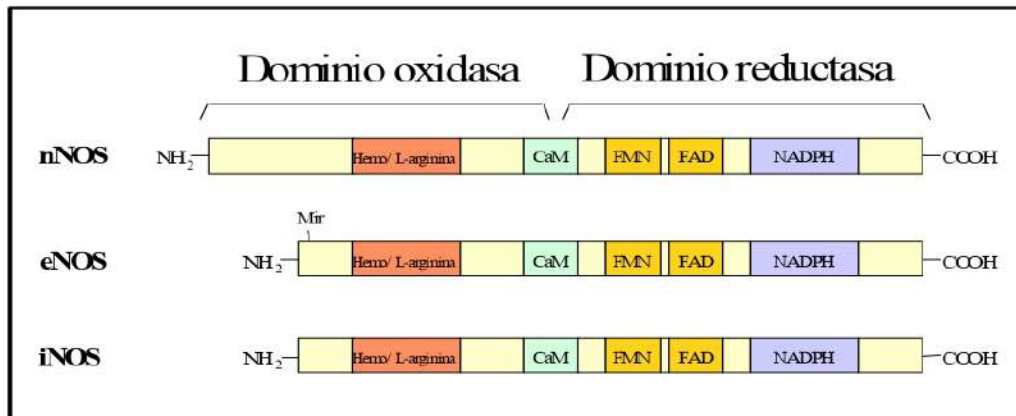 Dominio oxidasa Dominio reductasa
nNOS NH2 Hemo/ L-arginina CaM FMN FAD NADPH COOH
Mir
eNOS NH2 Hemo/ L-arginina CaM FMN FAD NADPH COOH
iNOS NH2 Hemo/ L-arginina CaM FMN FAD NADPH COOH